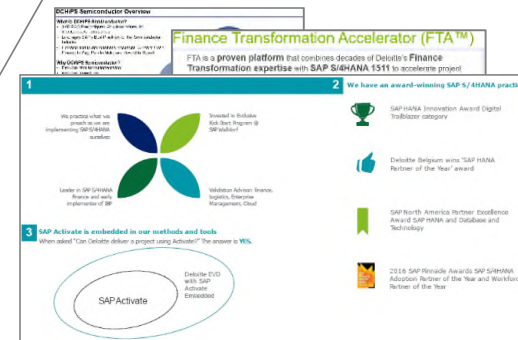 DCHIPS Semiconductor Overview
What is DCHIPS Semiconductor?
Why DCHIPS Semiconductor?
Finance Transformation Accelerator (FTA™)
FTA is a proven platform that combines decades of Deloitte's Finance
Transformation expertise with SAP S/4HANA 1511 to accelerate project
1
We practice what we
preach as we are
implementing SAP S/4HANA
ourselves
Invested in Exclusive
Kick Start Program @
SAP Walldorf
Leader in SAP S/4HANA
Finance and early
implementer of SAP
Validation Advisor: Finance,
Logistics, Enterprise
Management, Cloud
2 We have an award-winning SAP S/4HANA practi
SAP HANA Innovation Award Digital
Trailblazer category
Deloitte Belgium wins 'SAP HANA
Partner of the Year' award
SAP North America Partner Excellence
Award SAP HANA and Database and
Technology
2016 SAP Pinnacle Awards SAP S/4HANA
Adoption Partner of the Year and Workforc
Partner of the Year
3 SAP Activate is embedded in our methods and tools
When asked "Can Deloitte deliver a project using Activate?" The answer is YES.
SAP Activate
Deloitte EVD
with SAP
Activate
Embedded